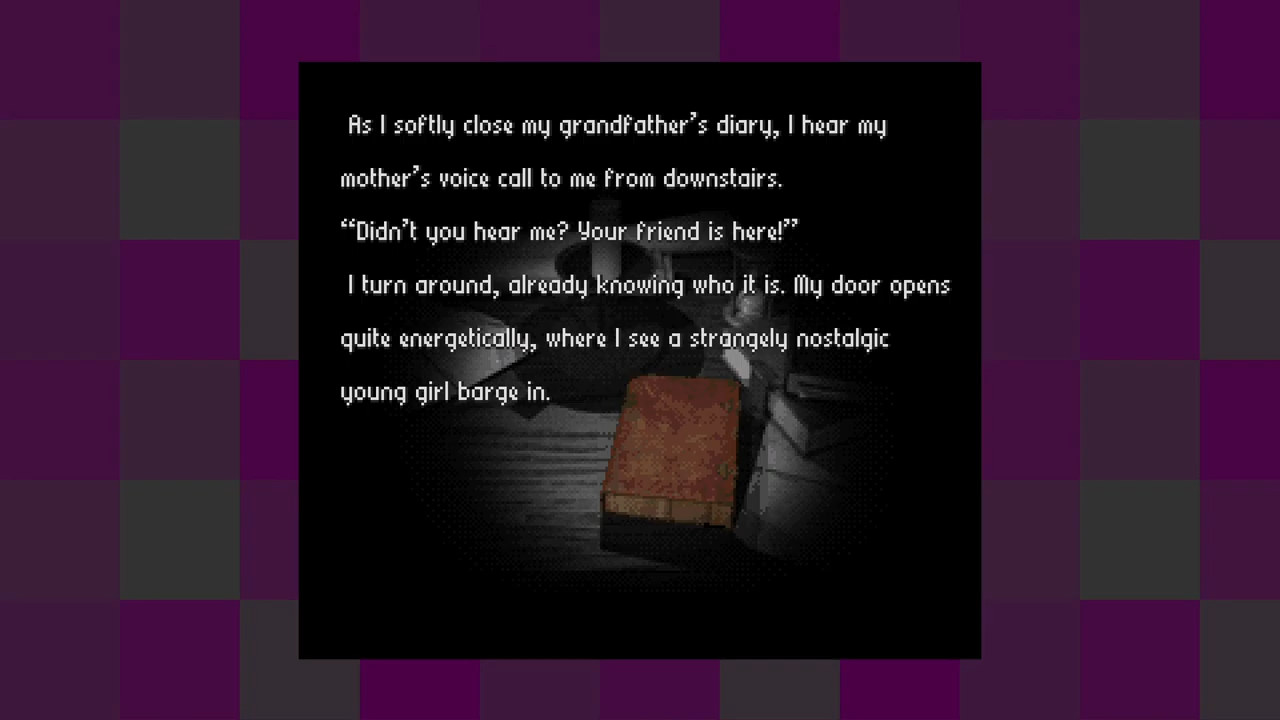 As I softly close my grandfather’s diary, I hear my
mother’s voice call to me from downstairs.
“Didn’t you hear me? Your friend is here!”
I turn around, already knowing who it is. My door opens
quite energetically, where I see a strangely nostalgic
young girl barge in.